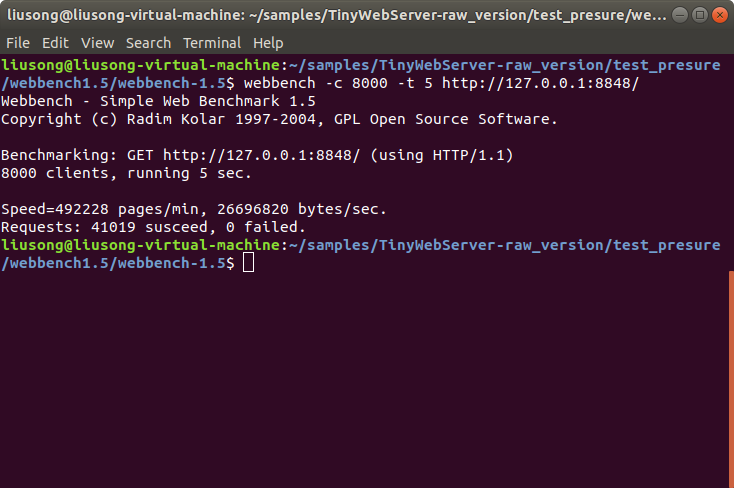 liusong@liusong-virtual-machine: ~/samples/TinyWebServer-raw_version/test_presure/we...
File Edit View Search Terminal Help
liusong@liusong-virtual-machine:~/samples/TinyWebServer-raw_version/test_presure
/webbench1.5/webbench-1.5$ webbench -c 8000 -t 5 http://127.0.0.1:8848/
Webbench - Simple Web Benchmark 1.5
Copyright (c) Radim Kolar 1997-2004, GPL Open Source Software.
Benchmarking: GET http://127.0.0.1:8848/ (using HTTP/1.1)
8000 clients, running 5 sec.
Speed=492228 pages/min, 26696820 bytes/sec.
Requests: 41019 susceed, 0 failed.
liusong@liusong-virtual-machine:~/samples/TinyWebServer-raw_version/test_presure
/webbench1.5/webbench-1.5$